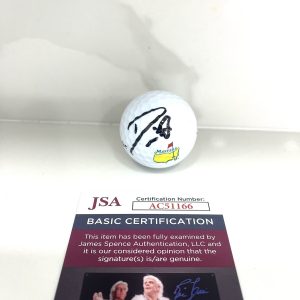 Masters
JSA
Certification Number:
AC51166
BASIC CERTIFICATION
This item has been fully examined by
James Spence Authentication, LLC and it
is our considered opinion that the
signature(s) is/are genuine.